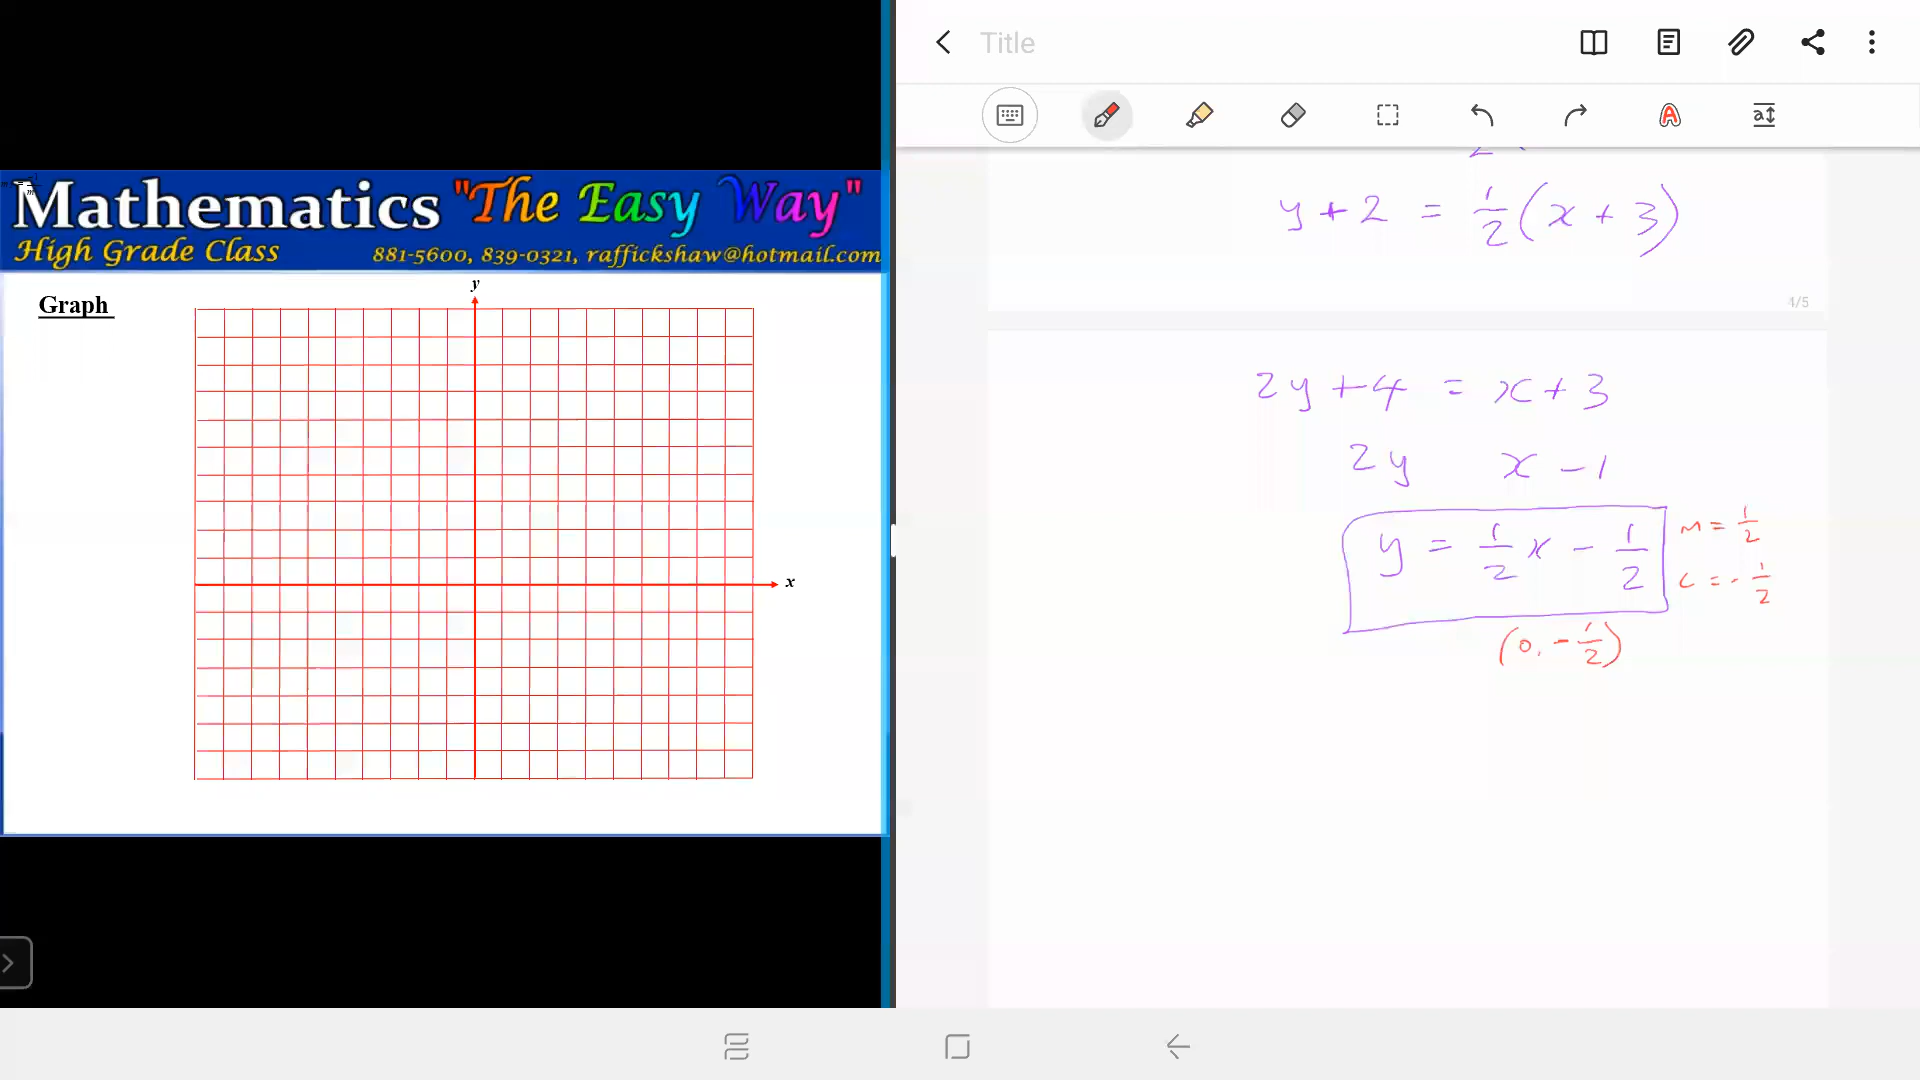 Mathematics "The Easy Way"
High Grade Class 881-5600, 839-0321, raffickshaw@hotmail.com
Graph
y
x
Title
A
a
y + 2 = 1/2 (x + 3)
4/5
2y + 4 = x + 3
2y x - 1
y = 1/2 x - 1/2
m = 1/2
c = - 1/2
(0, - 1/2)